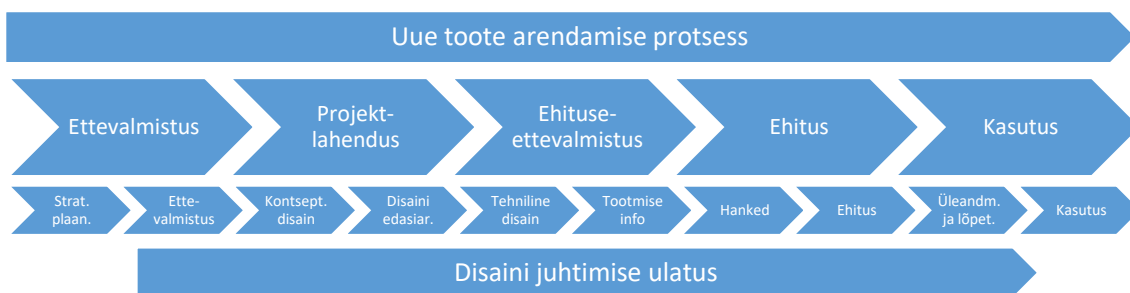 Uue toote arendamise protsess
Ettevalmistus
Projekt-
lahendus
Ehituse-
ettevalmistus
Ehitus
Kasutus
Strat.
plaan.
Ette-
valmistus
Kontsept.
disain
Disaini
edasiar.
Tehniline
disain
Tootmise
info
Hanked
Ehitus
Üleandm.
ja lõpet.
Kasutus
Disaini juhtimise ulatus